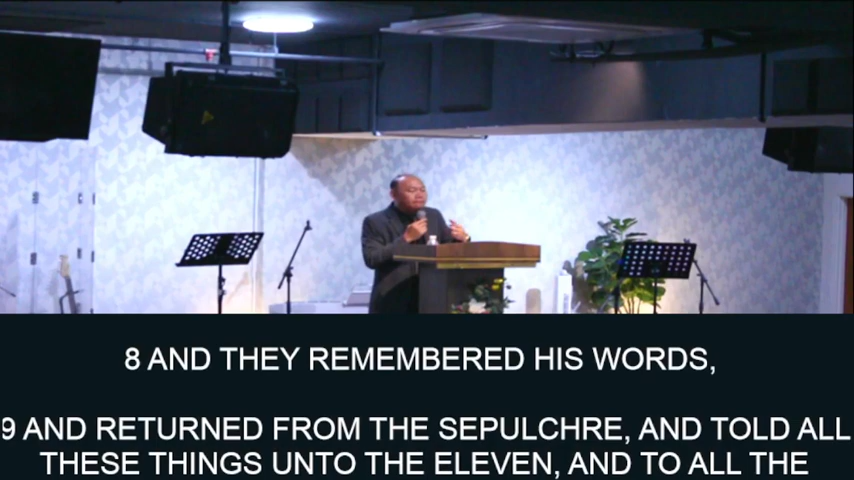 8 AND THEY REMEMBERED HIS WORDS,
9 AND RETURNED FROM THE SEPULCHRE, AND TOLD ALL
THESE THINGS UNTO THE ELEVEN, AND TO ALL THE